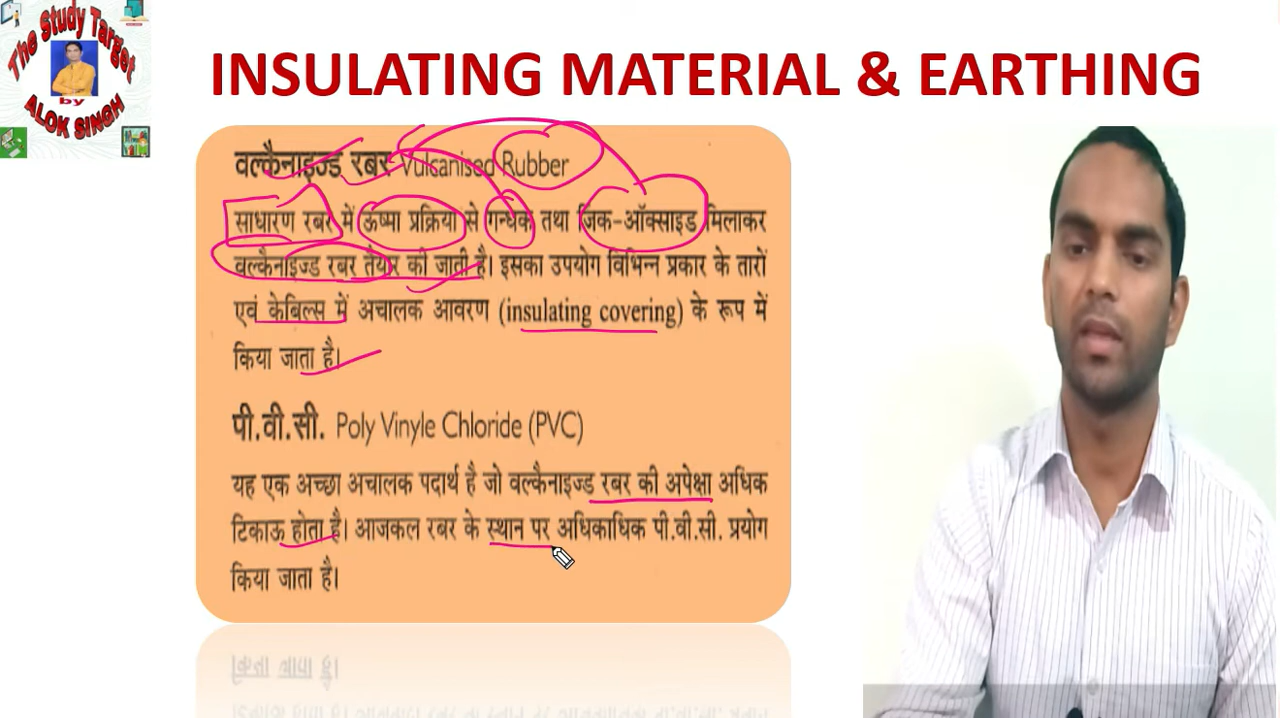 The Study Target
by
ALOK SINGH
INSULATING MATERIAL & EARTHING
वल्कैनाइज्ड रबर Vulcanised Rubber
साधारण रबर में ऊष्मा प्रक्रिया से गन्धक तथा जिंक-ऑक्साइड मिलाकर
वल्कैनाइज्ड रबर तैयार की जाती है। इसका उपयोग विभिन्न प्रकार के तारों
एवं केबिल्स में अचालक आवरण (insulating covering) के रूप में
किया जाता है।
पी.वी.सी. Poly Vinyle Chloride (PVC)
यह एक अच्छा अचालक पदार्थ है जो वल्कैनाइज्ड रबर की अपेक्षा अधिक
टिकाऊ होता है। आजकल रबर के स्थान पर अधिकाधिक पी.वी.सी. प्रयोग
किया जाता है।